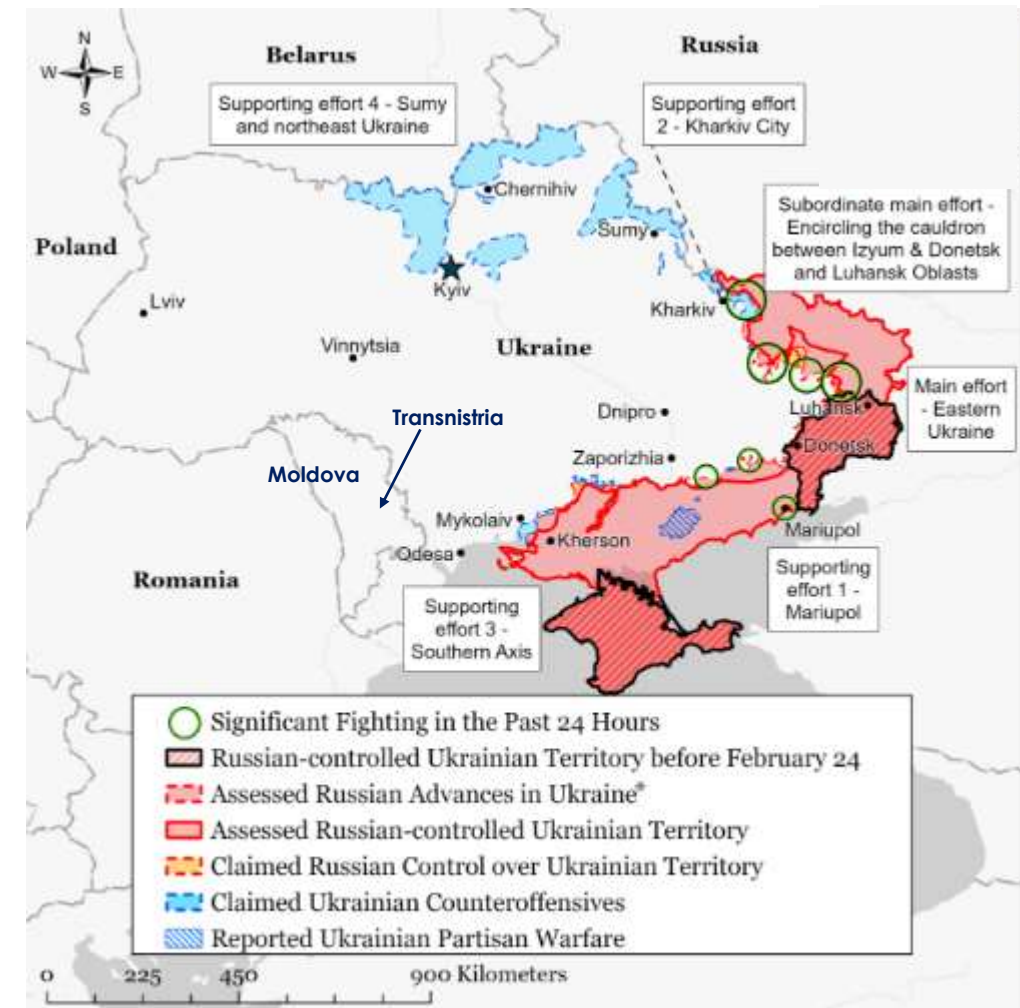 N
W E
S
Belarus
Russia
Supporting effort 4 - Sumy
and northeast Ukraine
Supporting effort
2 - Kharkiv City
Chernihiv
Subordinate main effort -
Encircling the cauldron
between Izyum & Donetsk
and Luhansk Oblasts
Poland
Sumy
Kyiv
Lviv
Kharkiv
Vinnytsia
Ukraine
Main effort
- Eastern
Ukraine
Luhansk
Dnipro
Transnistria
Donetsk
Zaporizhia
Moldova
Mykolaiv
Mariupol
Kherson
Odesa
Romania
Supporting
effort 1 -
Mariupol
Supporting
effort 3 -
Southern Axis
Significant Fighting in the Past 24 Hours
Russian-controlled Ukrainian Territory before February 24
Assessed Russian Advances in Ukraine*
Assessed Russian-controlled Ukrainian Territory
Claimed Russian Control over Ukrainian Territory
Claimed Ukrainian Counteroffensives
Reported Ukrainian Partisan Warfare
0 225 450 900 Kilometers